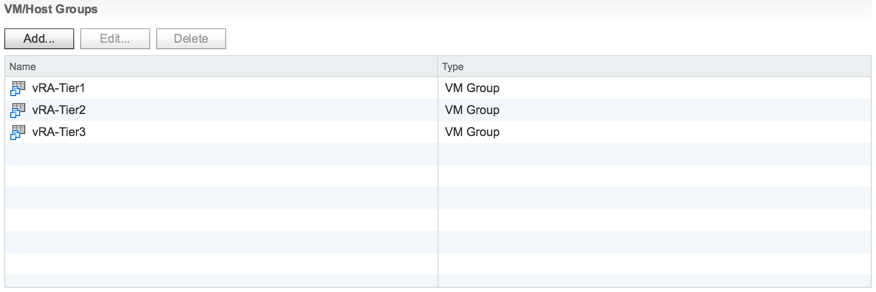 VM/Host Groups
Add... Edit... Delete
Name Type
vRA-Tier1 VM Group
vRA-Tier2 VM Group
vRA-Tier3 VM Group